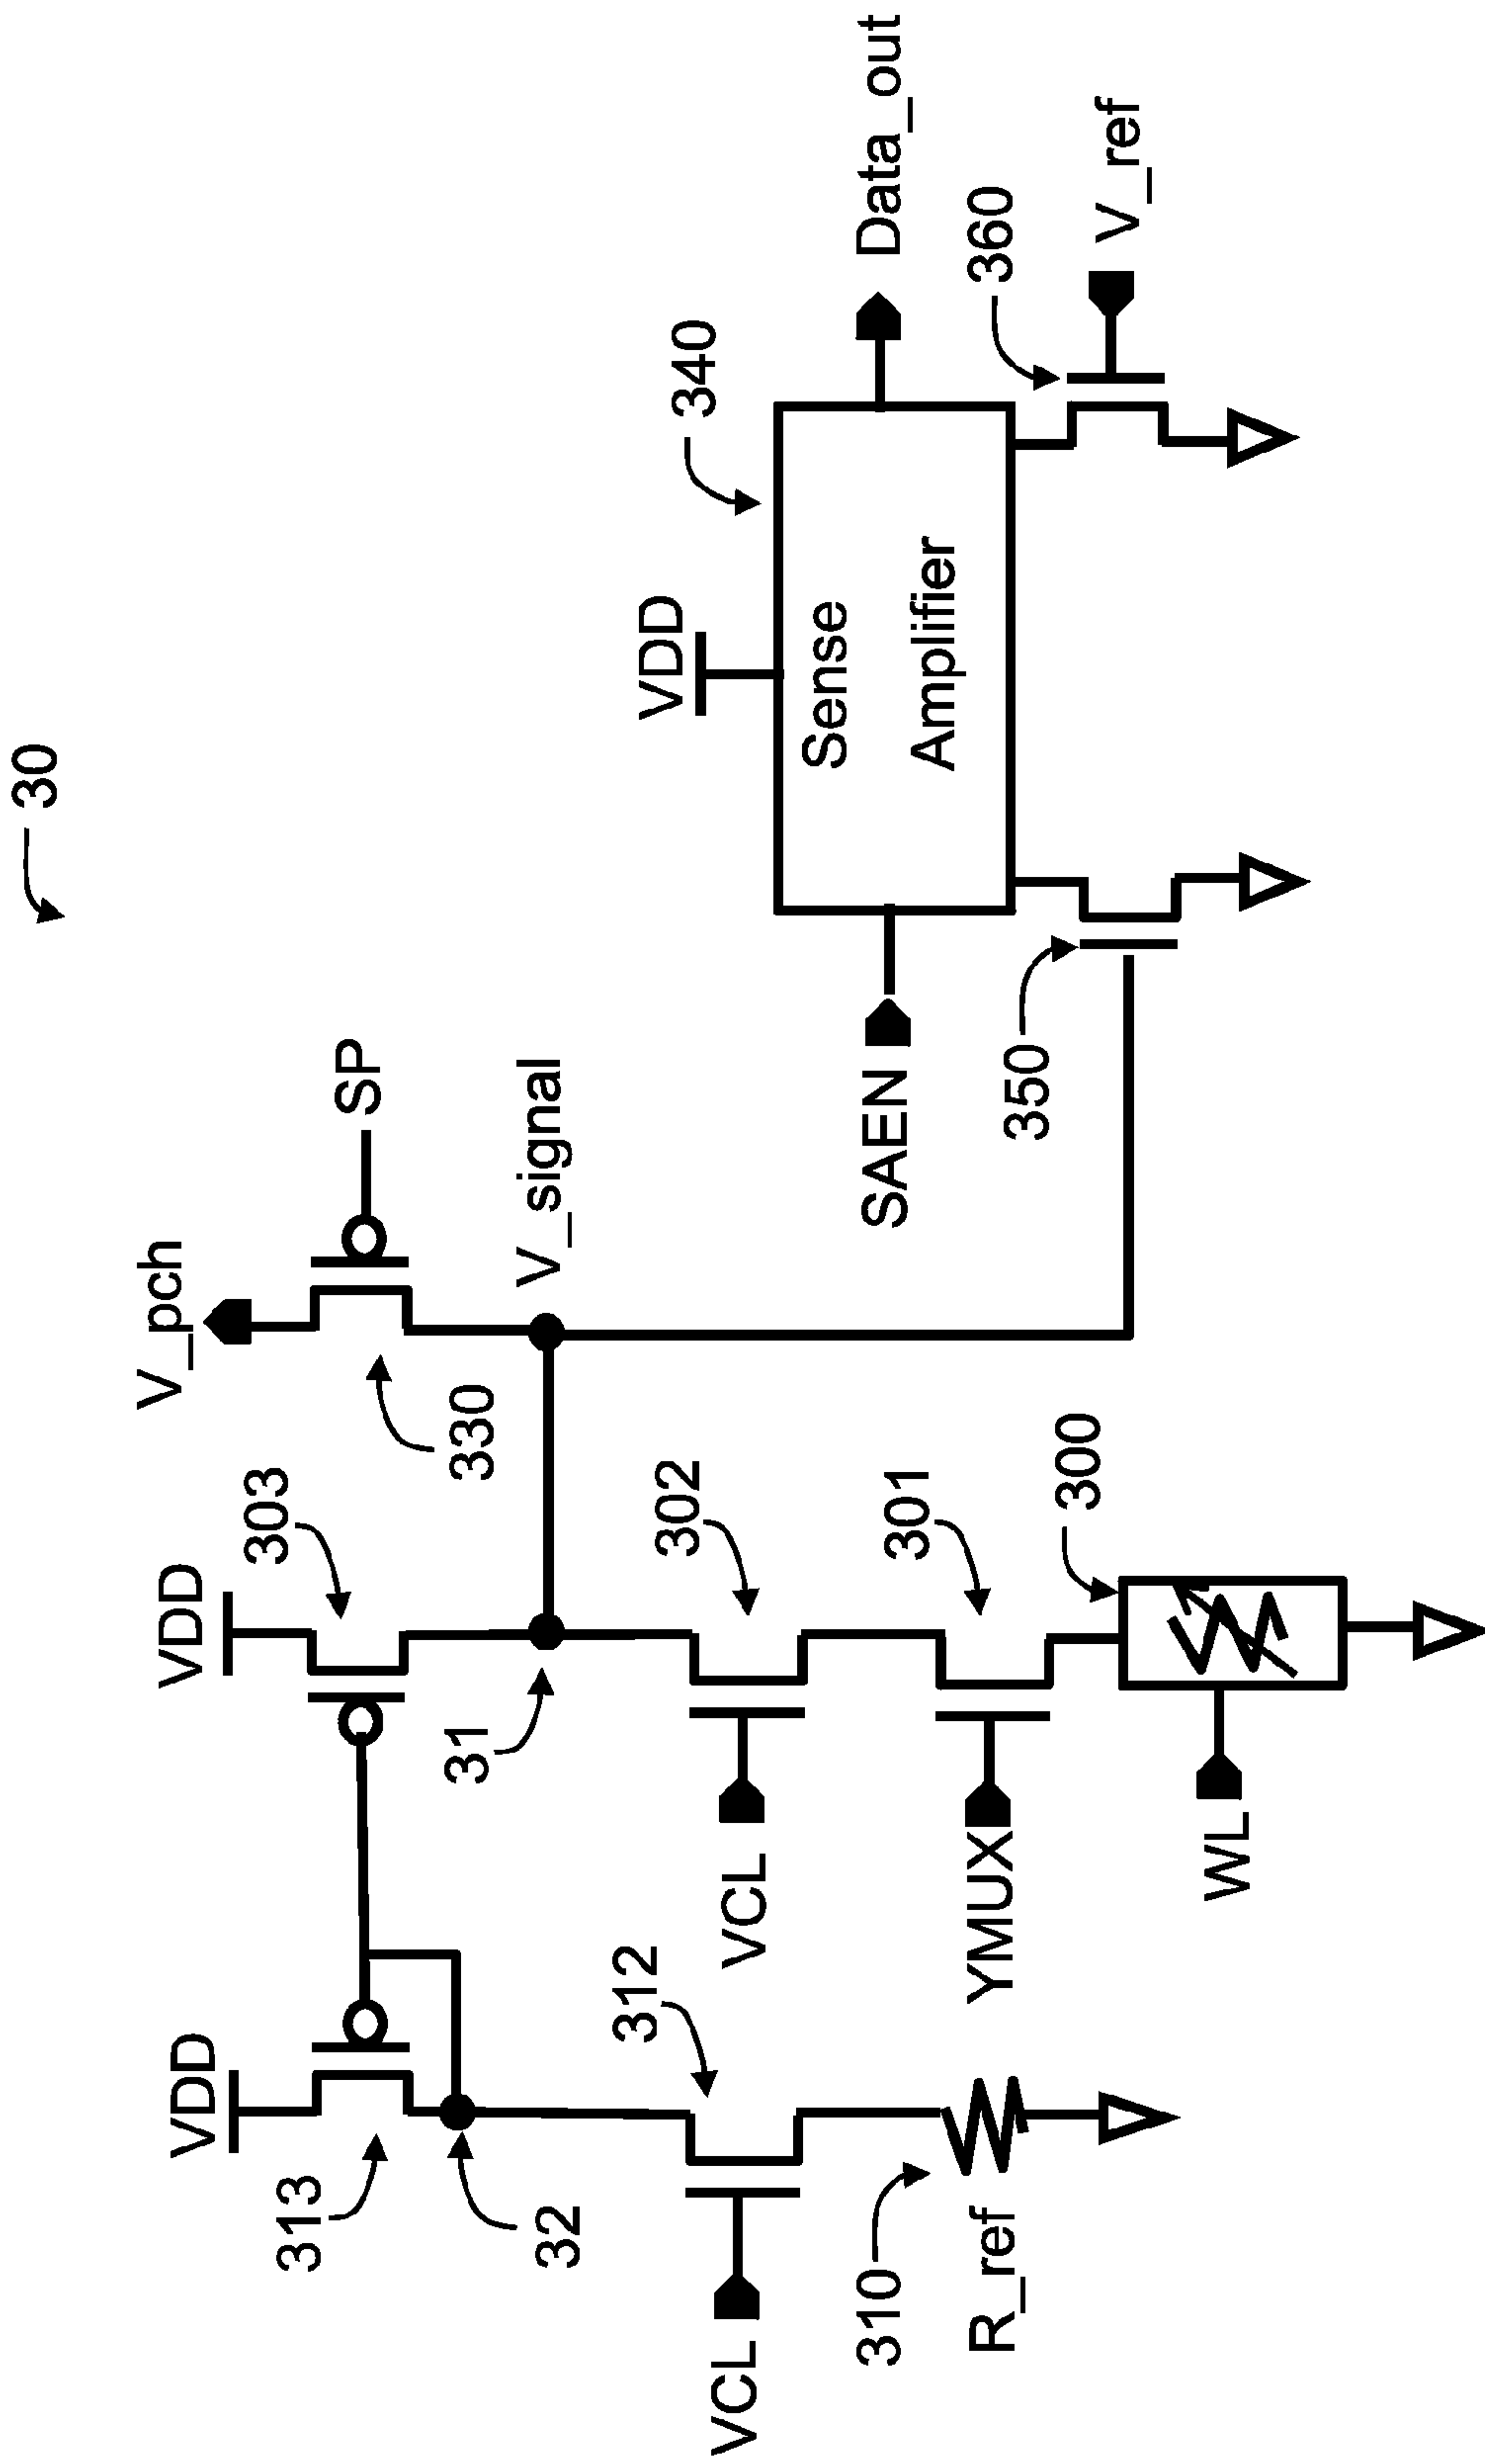 30
V_pch
SP
VDD
303
VDD
313
330
V_signal
31
32
VDD
340
302
312
VCL
VCL
Sense
Amplifier
SAEN
Data_out
301
350
360
310
YMUX
R_ref
300
V_ref
WL